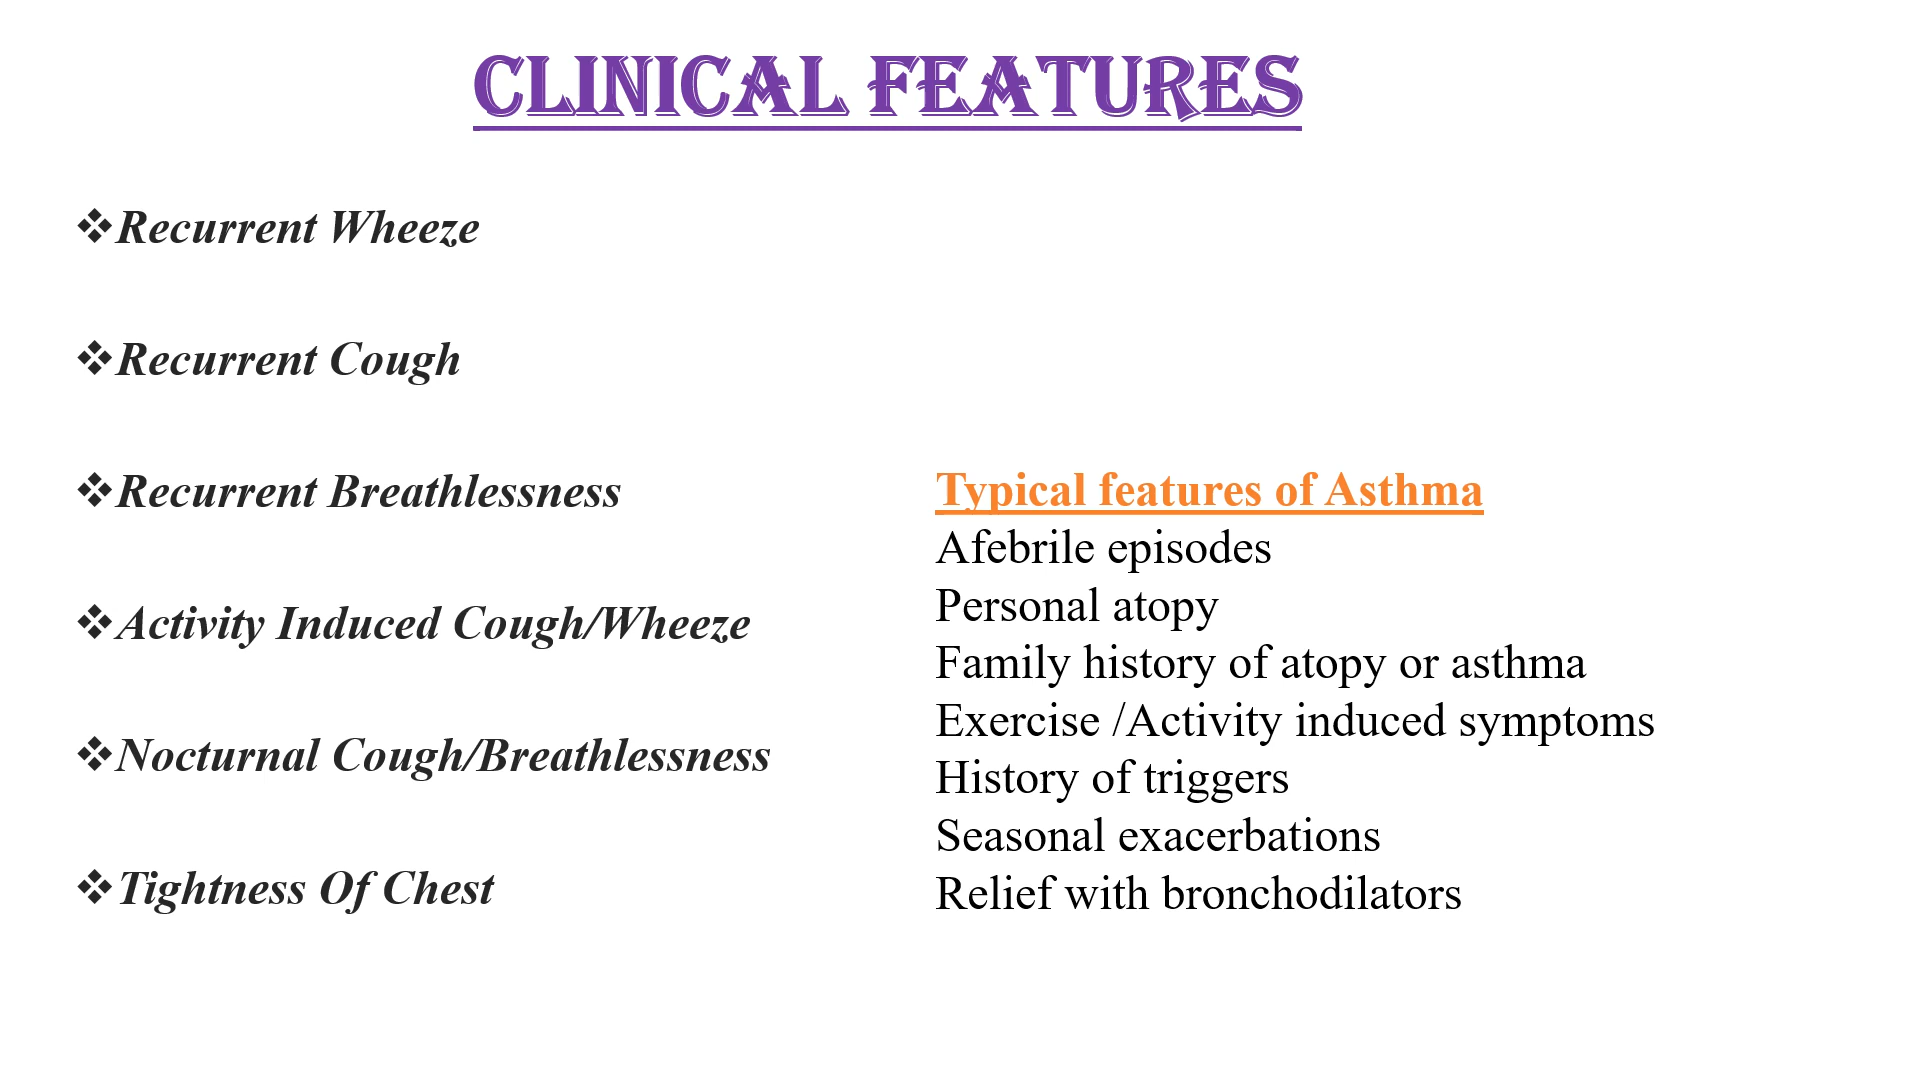 CLINICAL FEATURES
❖Recurrent Wheeze
❖Recurrent Cough
❖Recurrent Breathlessness
❖Activity Induced Cough/Wheeze
❖Nocturnal Cough/Breathlessness
❖Tightness Of Chest
Typical features of Asthma
Afebrile episodes
Personal atopy
Family history of atopy or asthma
Exercise /Activity induced symptoms
History of triggers
Seasonal exacerbations
Relief with bronchodilators